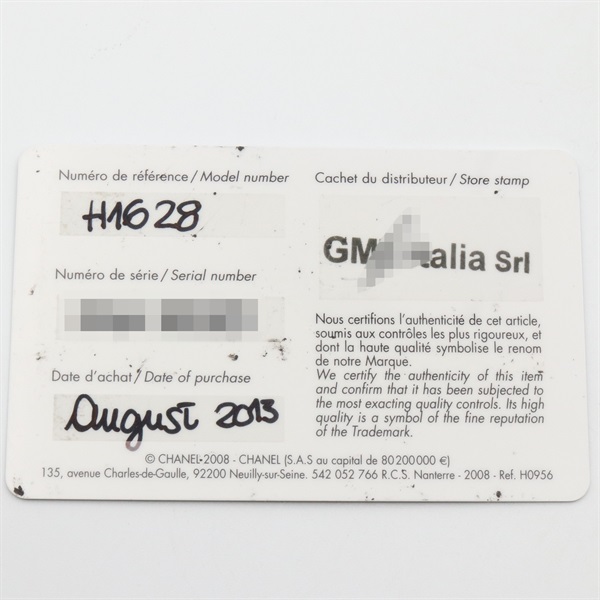 Numéro de référence / Model number
H1628
Numéro de série / Serial number
Date d'achat / Date of purchase
August 2013
Cachet du distributeur / Store stamp
Srl
Nous certifions l'authenticité de cet article,
soumis aux contrôles les plus rigoureux, et
dont la haute qualité symbolise le renom
de notre Marque.
We certify the authenticity of this item
and confirm that it has been subjected to
the most exacting quality controls. Its high
quality is a symbol of the fine reputation
of the Trademark.
© CHANEL 2008 - CHANEL (S.A.S au capital de 80200000 €)
135, avenue Charles-de-Gaulle, 92200 Neuilly-sur-Seine. 542 052 766 R.C.S. Nanterre - 2008 - Ref. H0956